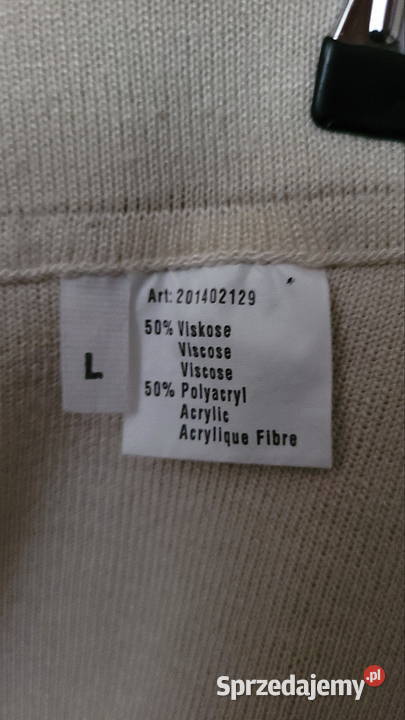 Art: 201402129
50% Viskose
Viscose
Viscose
50% Polyacryl
Acrylic
Acrylique Fibre
L
Sprzedajemy.pl